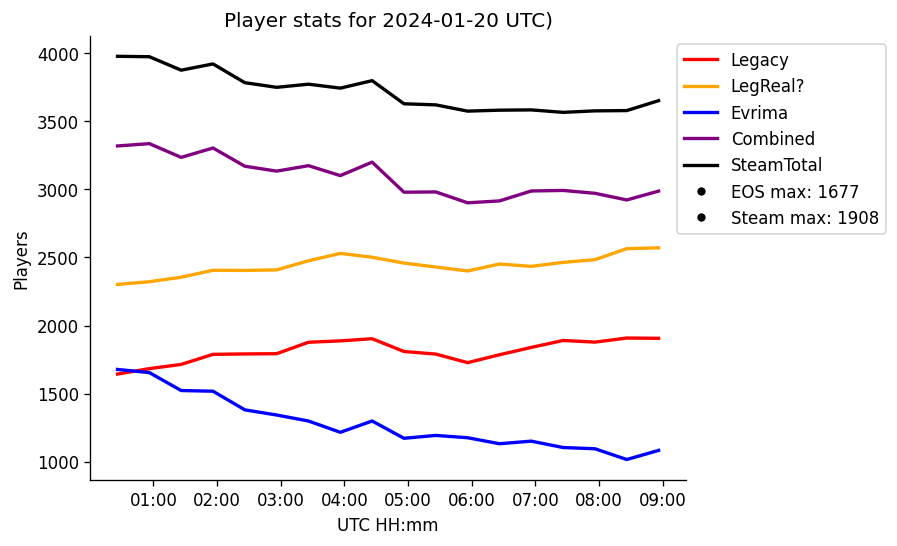 Player stats for 2024-01-20 UTC)
Legacy
LegReal?
Evrima
Combined
SteamTotal
EOS max: 1677
Steam max: 1908
Players
4000
3500
3000
2500
2000
1500
1000
01:00 02:00 03:00 04:00 05:00 06:00 07:00 08:00 09:00
UTC HH:mm